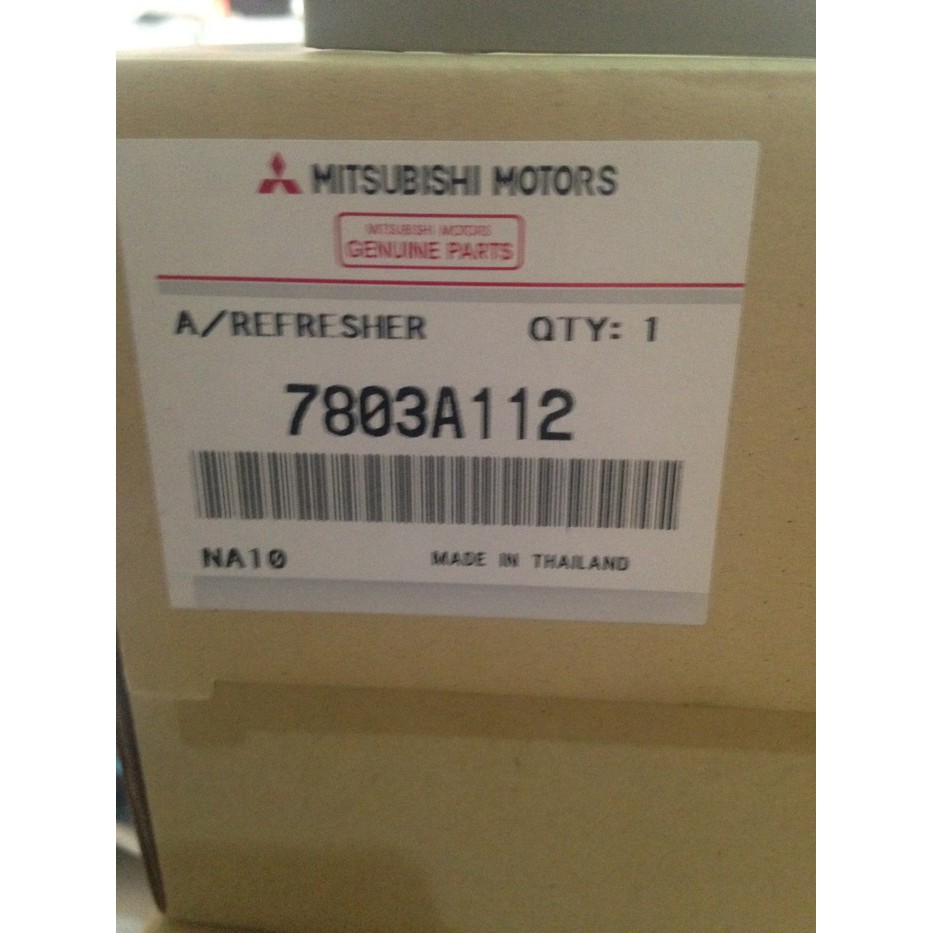 MITSUBISHI MOTORS
MITSUBISHI MOTORS
GENUINE PARTS
A/REFRESHER QTY: 1
7803A112
NA10 MADE IN THAILAND